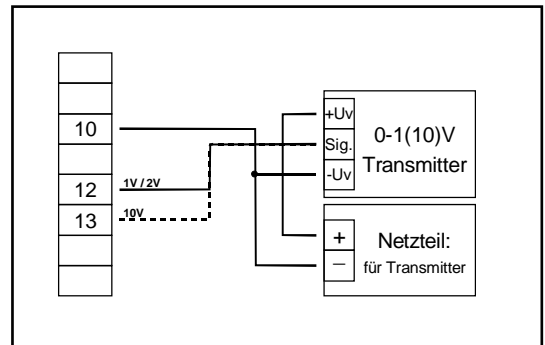 10
12
13
1V / 2V
10V
+Uv
Sig.
-Uv
0-1(10)V
Transmitter
+
−
Netzteil:
für Transmitter